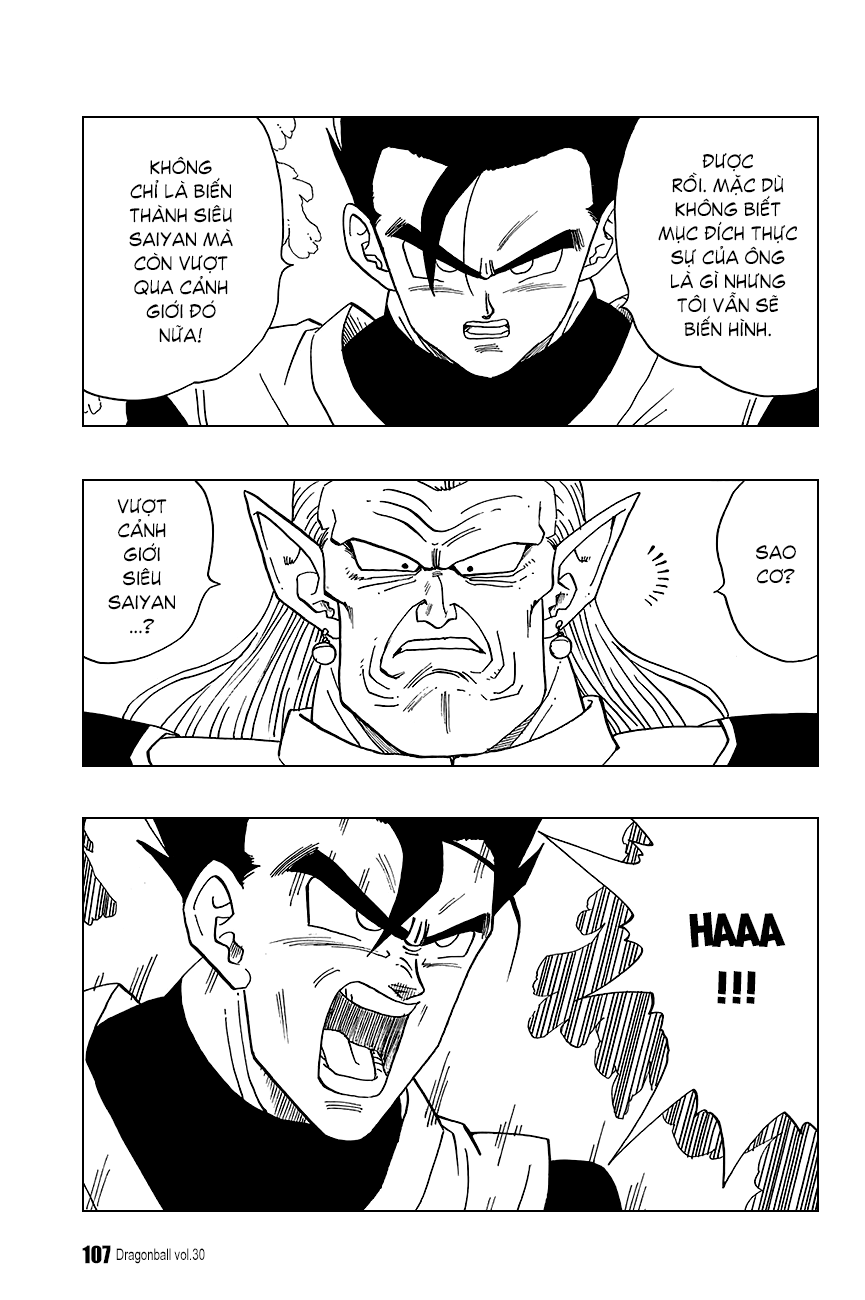 ĐƯỢC
RỒI. MẶC DÙ
KHÔNG BIẾT
MỤC ĐÍCH THỰC
SỰ CỦA ÔNG
LÀ GÌ NHƯNG
TÔI VẪN SẼ
BIẾN HÌNH.
KHÔNG
CHỈ LÀ BIẾN
THÀNH SIÊU
SAIYAN MÀ
CÒN VƯỢT
QUA CẢNH
GIỚI ĐÓ
NỮA!
SAO
CƠ?
VƯỢT
CẢNH
GIỚI
SIÊU
SAIYAN
...?
HAAA
!!!
107 Dragonball vol.30